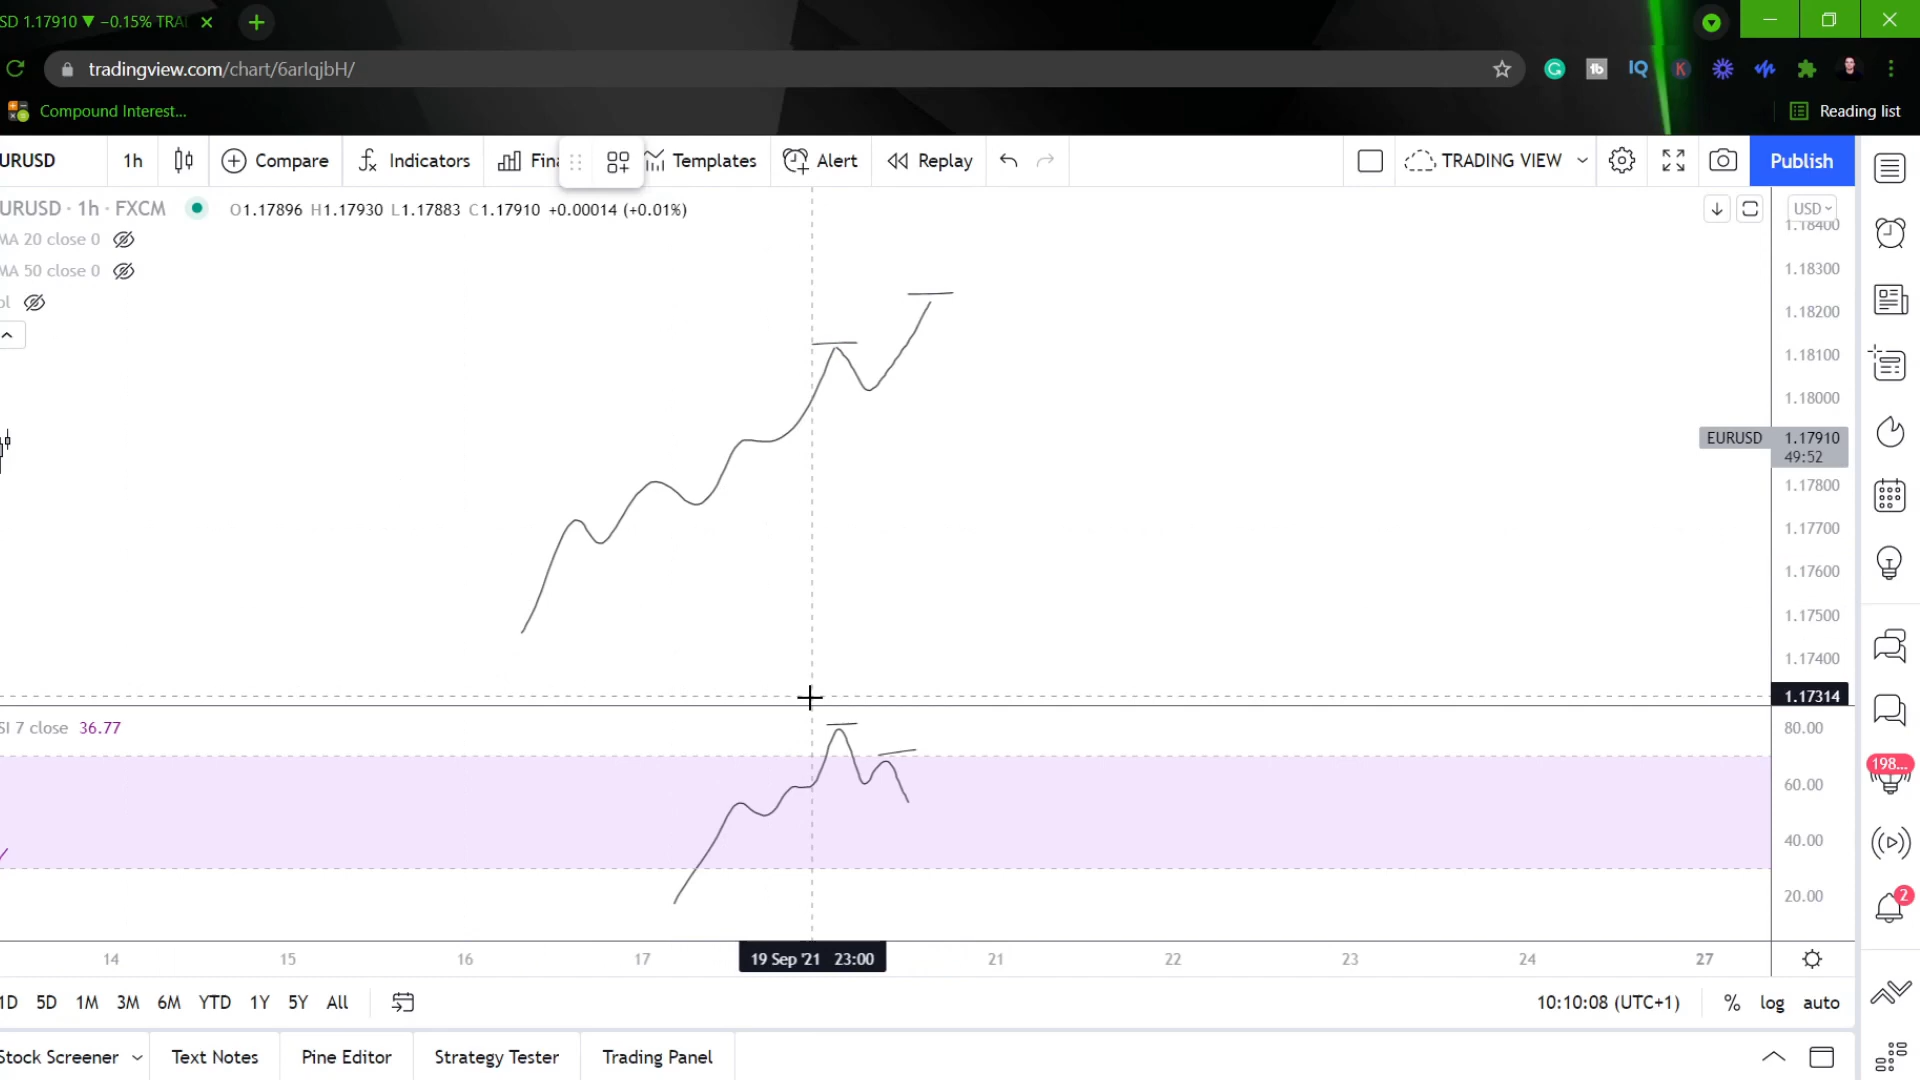 SD 1.17910 ▼ −0.15% TRA
tradingview.com/chart/6arIqjbH/
IQ
K
Compound Interest...
Reading list
URUSD 1h Compare Indicators Fina Templates Alert Replay TRADING VIEW Publish
URUSD · 1h · FXCM O1.17896 H1.17930 L1.17883 C1.17910 +0.00014 (+0.01%)
USD
MA 20 close 0
MA 50 close 0
ol
1.18400
1.18300
1.18200
1.18100
1.18000
EURUSD 1.17910
49:52
1.17800
1.17700
1.17600
1.17500
1.17400
1.17314
SI 7 close 36.77
80.00
60.00
40.00
20.00
198...
2
14 15 16 17 19 Sep '21 23:00 21 22 23 24 27
1D 5D 1M 3M 6M YTD 1Y 5Y All 10:10:08 (UTC+1) % log auto
Stock Screener Text Notes Pine Editor Strategy Tester Trading Panel